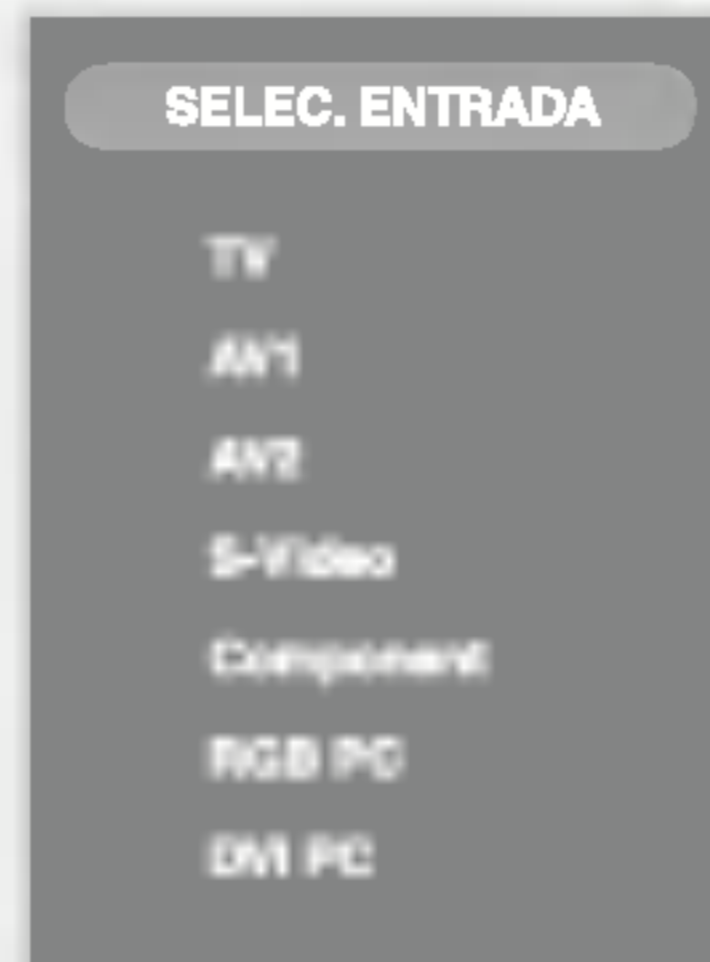 SELEC. ENTRADA
TV
AV1
AV2
S-Video
Component
RGB PC
DVI PC